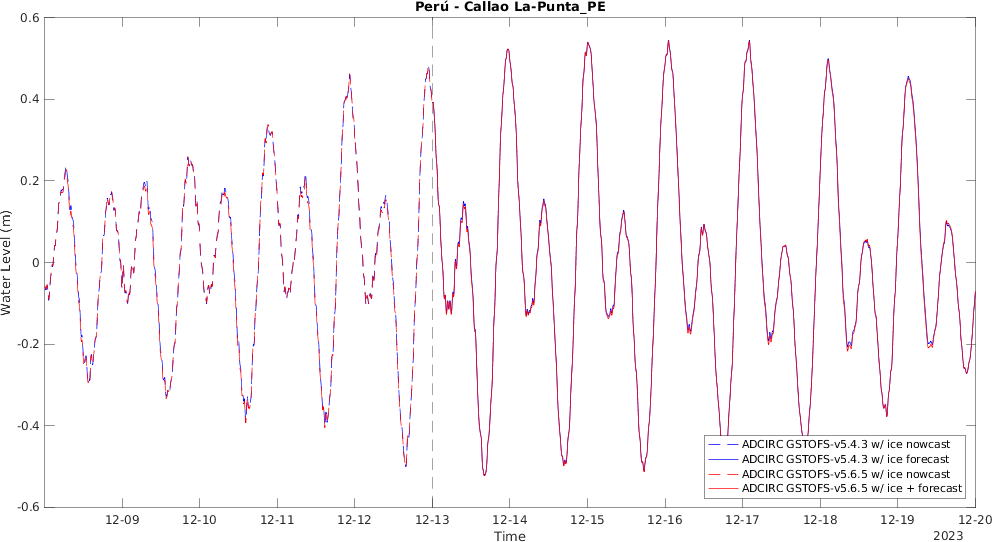 Perú - Callao La-Punta_PE
0.6
0.4
0.2
0
-0.2
-0.4
-0.6
Water Level (m)
ADCIRC GSTOFS-v5.4.3 w/ ice nowcast
ADCIRC GSTOFS-v5.4.3 w/ ice forecast
ADCIRC GSTOFS-v5.6.5 w/ ice nowcast
ADCIRC GSTOFS-v5.6.5 w/ ice + forecast
12-09 12-10 12-11 12-12 12-13 12-14 12-15 12-16 12-17 12-18 12-19 12-20
Time
2023